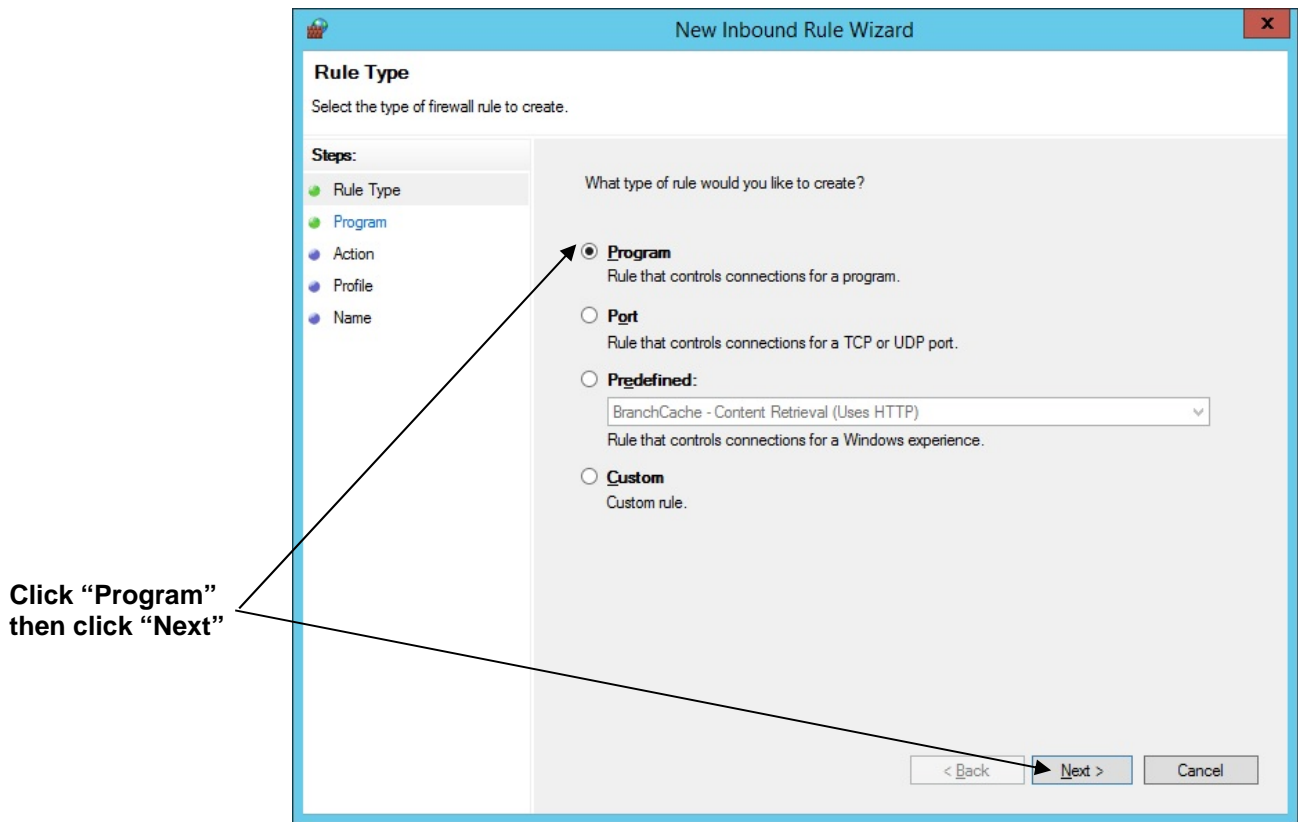 New Inbound Rule Wizard
x
Rule Type
Select the type of firewall rule to create.
Steps:
Rule Type
Program
Action
Profile
Name
What type of rule would you like to create?
Program
Rule that controls connections for a program.
Port
Rule that controls connections for a TCP or UDP port.
Predefined:
BranchCache - Content Retrieval (Uses HTTP)
Rule that controls connections for a Windows experience.
Custom
Custom rule.
Click “Program”
then click “Next”
< Back
Next >
Cancel